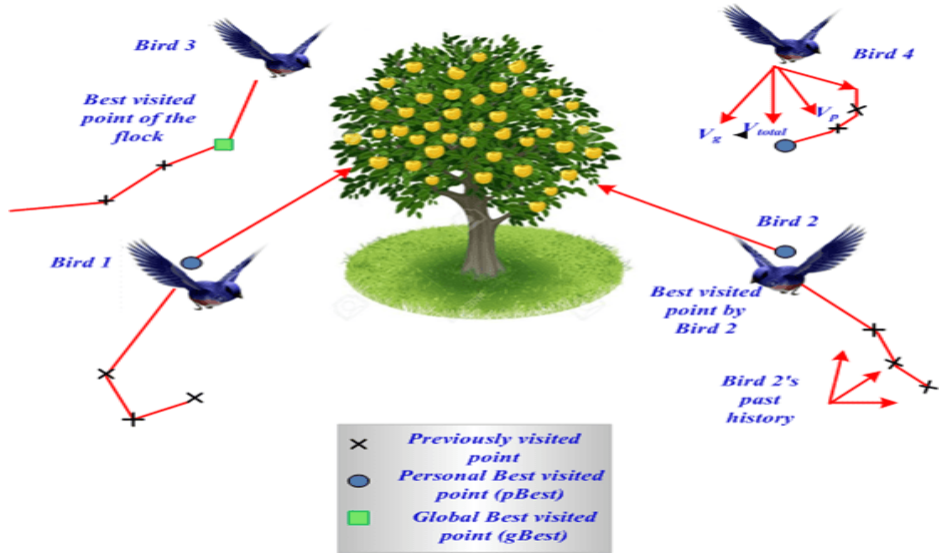 Bird 3
Best visited
point of the
flock
Bird 4
Vp
Vg
Vtotal
Bird 1
Bird 2
Best visited
point by
Bird 2
Bird 2's
past
history
Previously visited
point
Personal Best visited
point (pBest)
Global Best visited
point (gBest)